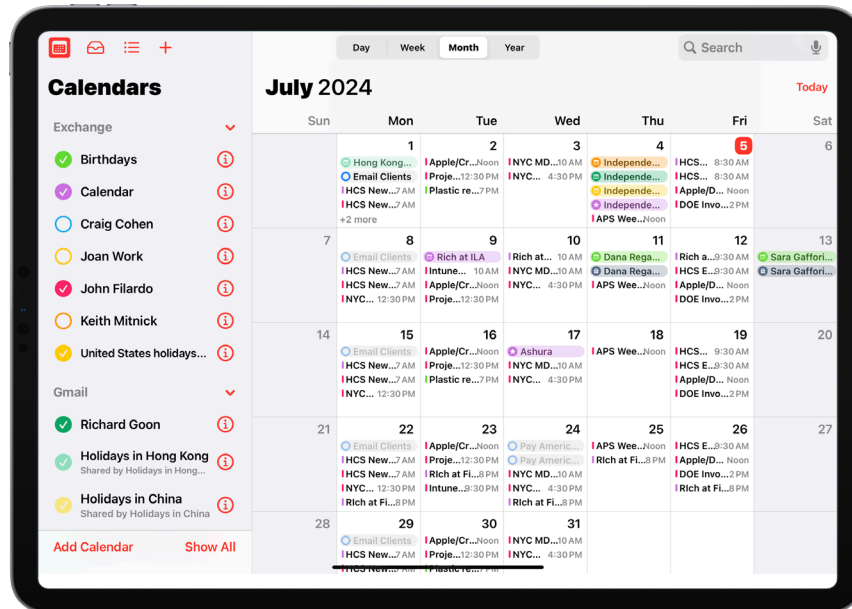 Day Week Month Year
Search
Calendars
July 2024
Today
Exchange
Birthdays
Calendar
Craig Cohen
Joan Work
John Filardo
Keith Mitnick
United States holidays...
Gmail
Richard Goon
Holidays in Hong Kong
Shared by Holidays in Hong...
Holidays in China
Shared by Holidays in China
Add Calendar Show All
Sun Mon Tue Wed Thu Fri Sat
1 2 3 4 5 6
Hong Kong...
Email Clients
HCS New...7 AM
HCS New...7 AM
+2 more
Apple/Cr...Noon
Proje...12:30 PM
Plastic re...7 PM
NYC MD...10 AM
NYC... 4:30 PM
Independe...
Independe...
Independe...
Independe...
APS Wee...Noon
HCS... 8:30 AM
HCS... 8:30 AM
Apple/D... Noon
DOE Invo...2 PM
7 8 9 10 11 12 13
Email Clients
HCS New...7 AM
HCS New...7 AM
NYC... 12:30 PM
Rich at ILA
Intune... 10 AM
Apple/Cr...Noon
Proje...12:30 PM
Rich at... 10 AM
NYC MD...10 AM
NYC... 4:30 PM
Dana Rega...
Dana Rega...
APS Wee...Noon
Rich a...9:30 AM
HCS E...9:30 AM
Apple/D... Noon
DOE Invo...2 PM
Sara Gaffori...
Sara Gaffori...
14 15 16 17 18 19 20
Email Clients
HCS New...7 AM
HCS New...7 AM
NYC... 12:30 PM
Apple/Cr...Noon
Proje...12:30 PM
Plastic re...7 PM
Ashura
NYC MD...10 AM
NYC... 4:30 PM
APS Wee...Noon
HCS... 9:30 AM
HCS E...9:30 AM
Apple/D... Noon
DOE Invo...2 PM
21 22 23 24 25 26 27
Email Clients
HCS New...7 AM
HCS New...7 AM
NYC... 12:30 PM
RIch at Fi...8 PM
Apple/Cr...Noon
Proje...12:30 PM
RIch at Fi...8 PM
Intune...9:30 PM
Pay Americ...
Pay Americ...
NYC MD...10 AM
NYC... 4:30 PM
RIch at Fi...8 PM
APS Wee...Noon
RIch at Fi...8 PM
HCS E...9:30 AM
Apple/D... Noon
DOE Invo...2 PM
RIch at Fi...8 PM
28 29 30 31
Email Clients
HCS New...7 AM
Apple/Cr...Noon
Proje...12:30 PM
NYC MD...10 AM
NYC... 4:30 PM